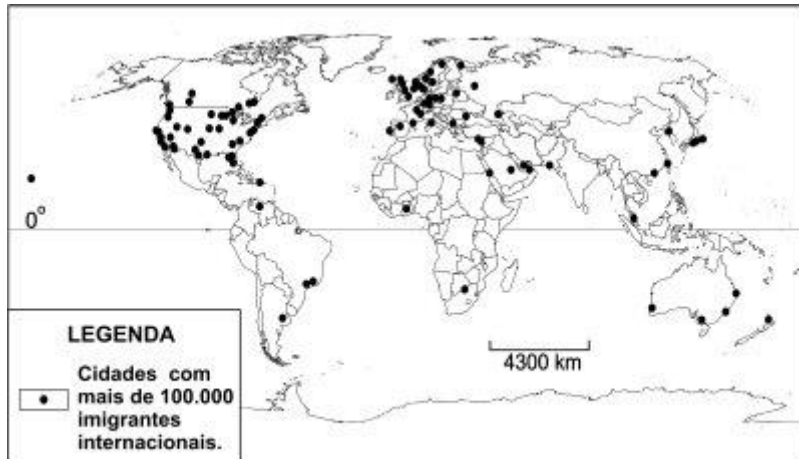 0°
4300 km
LEGENDA
Cidades com
mais de 100.000
imigrantes
internacionais.